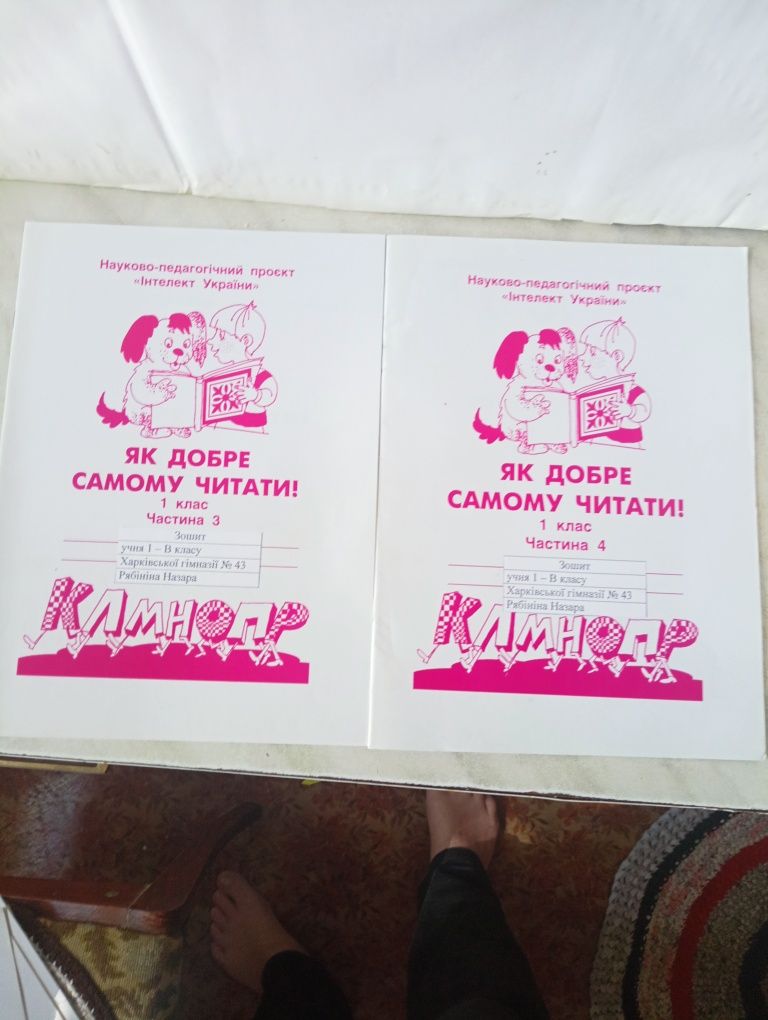 Науково-педагогічний проєкт
«Інтелект України»
ЯК ДОБРЕ
САМОМУ ЧИТАТИ!
1 клас
Частина 3
Зошит
учня 1 – В класу
Харківської гімназії № 43
Рябініна Назара
КЛМНОПР
Науково-педагогічний проєкт
«Інтелект України»
ЯК ДОБРЕ
САМОМУ ЧИТАТИ!
1 клас
Частина 4
Зошит
учня 1 – В класу
Харківської гімназії № 43
Рябініна Назара
КЛМНОПР